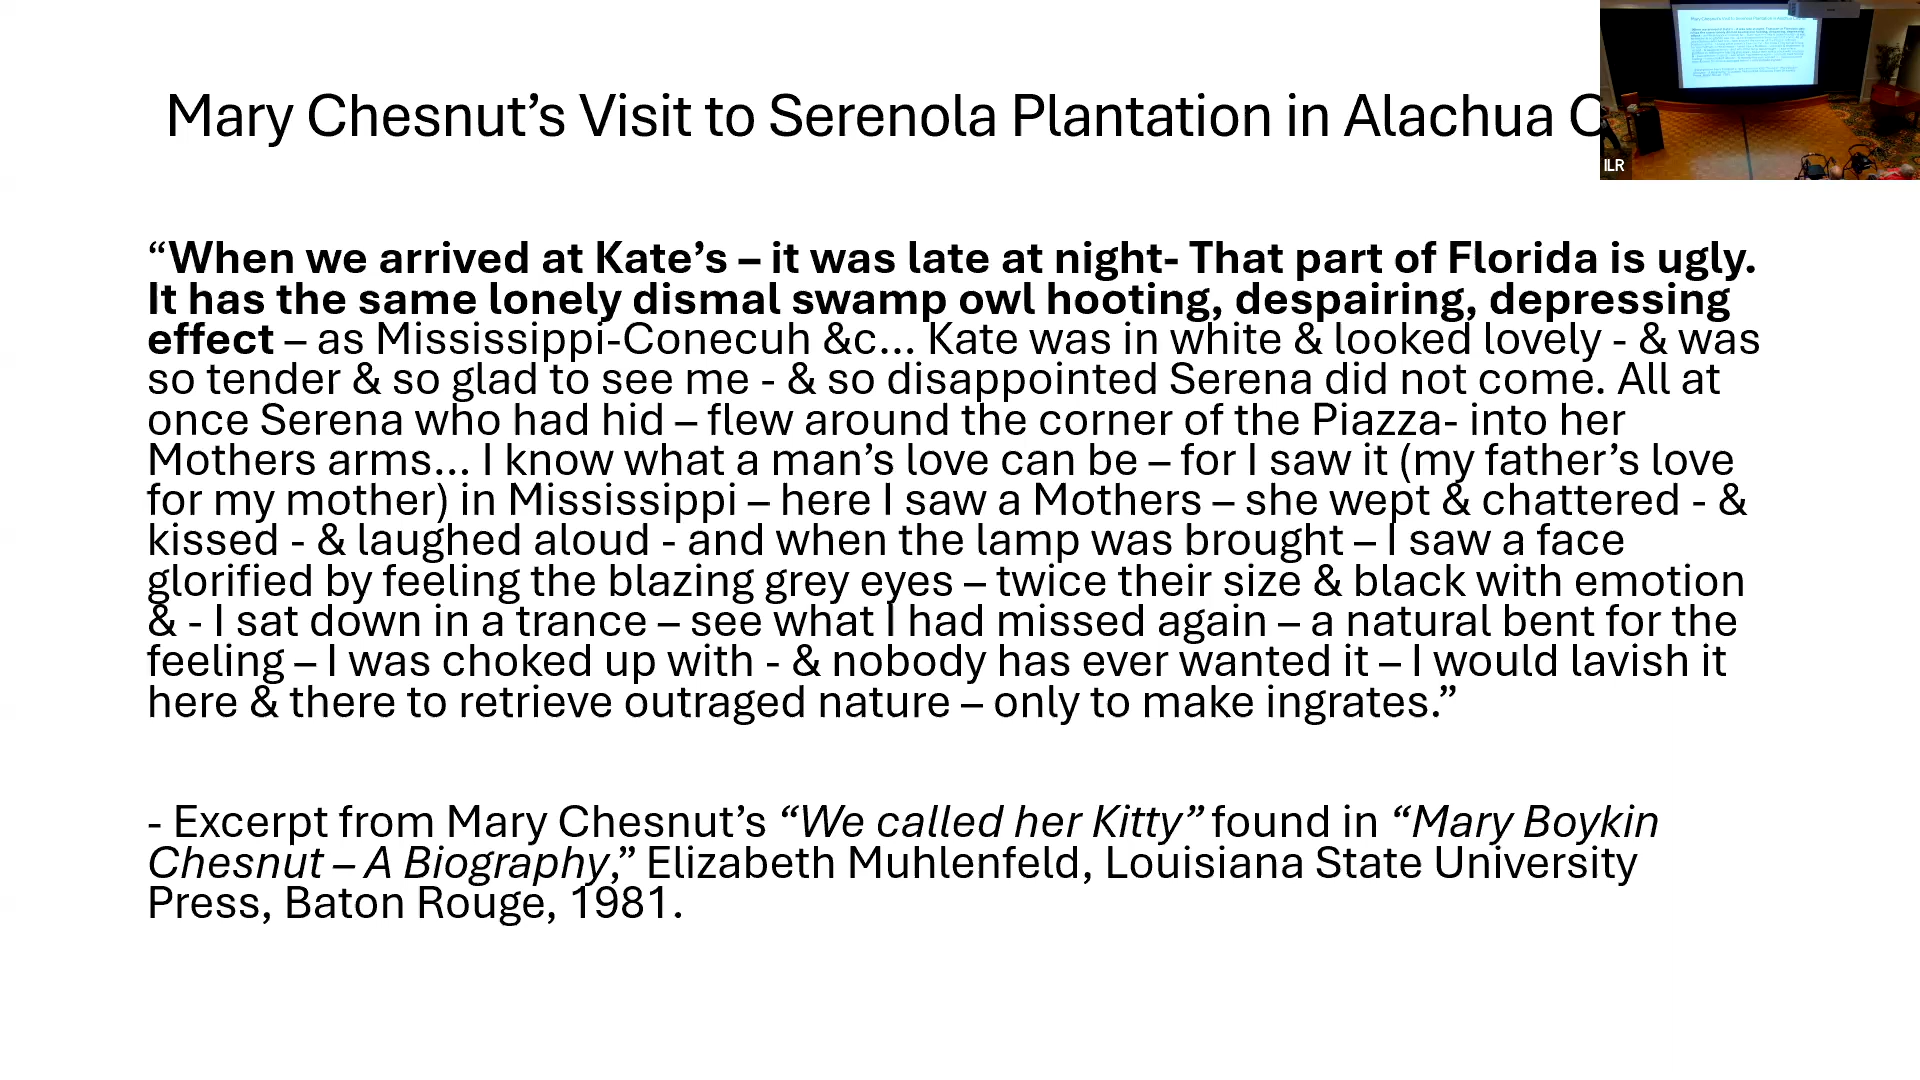 Mary Chesnut’s Visit to Serenola Plantation in Alachua C
ILR
“When we arrived at Kate’s – it was late at night- That part of Florida is ugly.
It has the same lonely dismal swamp owl hooting, despairing, depressing
effect – as Mississippi-Conecuh &c... Kate was in white & looked lovely - & was
so tender & so glad to see me - & so disappointed Serena did not come. All at
once Serena who had hid – flew around the corner of the Piazza- into her
Mothers arms... I know what a man’s love can be – for I saw it (my father’s love
for my mother) in Mississippi – here I saw a Mothers – she wept & chattered - &
kissed - & laughed aloud - and when the lamp was brought – I saw a face
glorified by feeling the blazing grey eyes – twice their size & black with emotion
& - I sat down in a trance – see what I had missed again – a natural bent for the
feeling – I was choked up with - & nobody has ever wanted it – I would lavish it
here & there to retrieve outraged nature – only to make ingrates.”
- Excerpt from Mary Chesnut’s “We called her Kitty” found in “Mary Boykin
Chesnut – A Biography,” Elizabeth Muhlenfeld, Louisiana State University
Press, Baton Rouge, 1981.